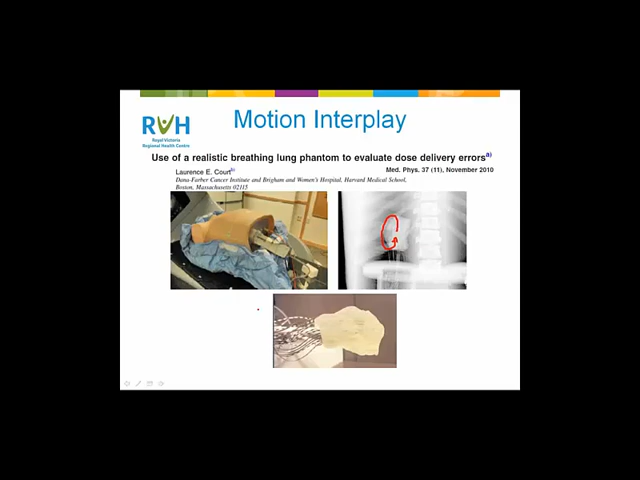 Motion Interplay
RVH
Royal Victoria
Regional Health Centre
Use of a realistic breathing lung phantom to evaluate dose delivery errors a)
Laurence E. Court b)
Med. Phys. 37 (11), November 2010
Dana-Farber Cancer Institute and Brigham and Women's Hospital, Harvard Medical School,
Boston, Massachusetts 02115